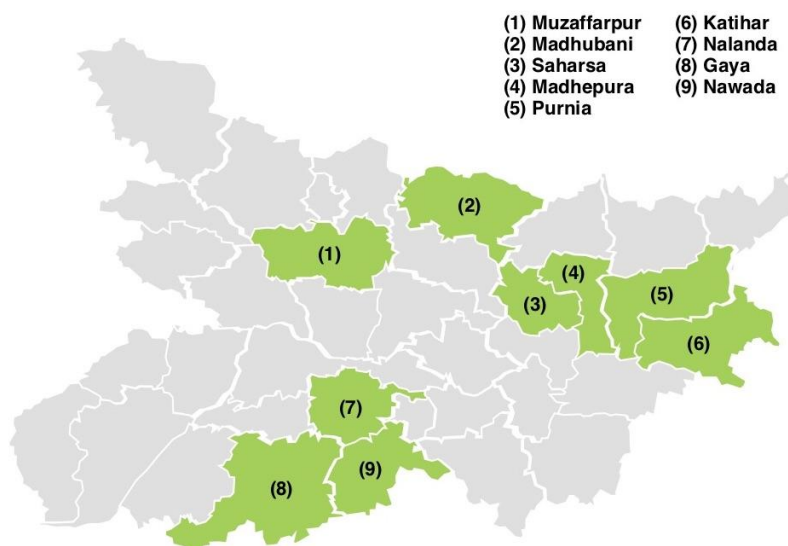 (1) Muzaffarpur
(2) Madhubani
(3) Saharsa
(4) Madhepura
(5) Purnia
(6) Katihar
(7) Nalanda
(8) Gaya
(9) Nawada
(2)
(1)
(4)
(3)
(5)
(6)
(7)
(9)
(8)